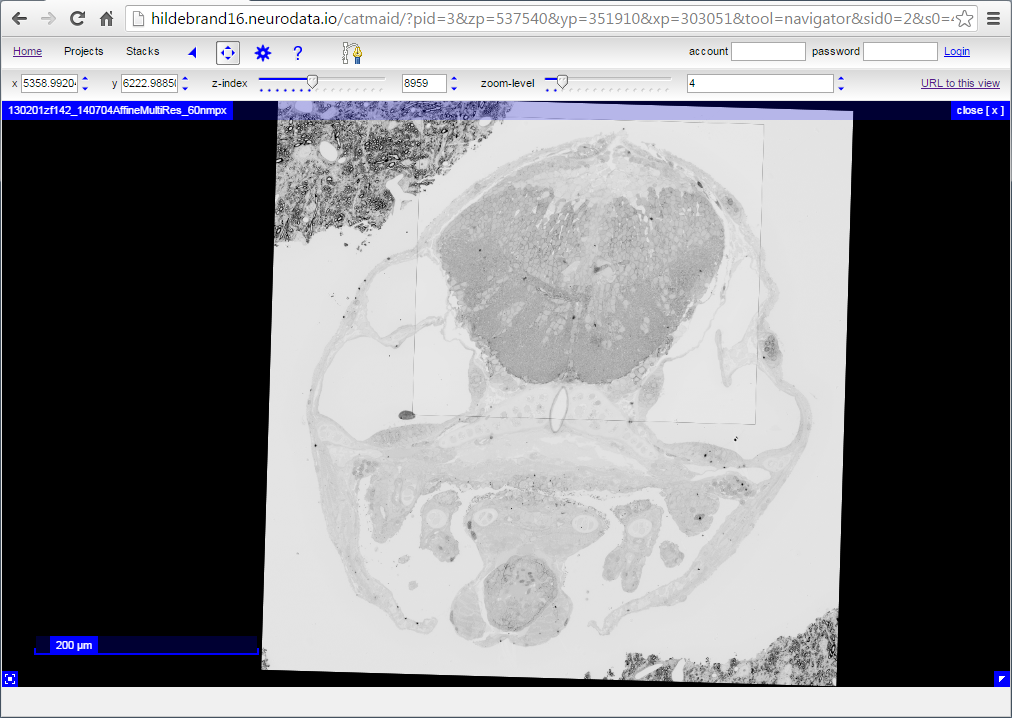 hildebrand16.neurodata.io/catmaid/?pid=3&zp=537540&yp=351910&xp=303051&tool=navigator&sid0=2&s0=4
Home Projects Stacks ? account password Login
x 5358.9920 y 6222.9885 z-index 8959 zoom-level 4 URL to this view
130201zf142_140704AffineMultiRes_60nmpx close [ x ]
200 µm